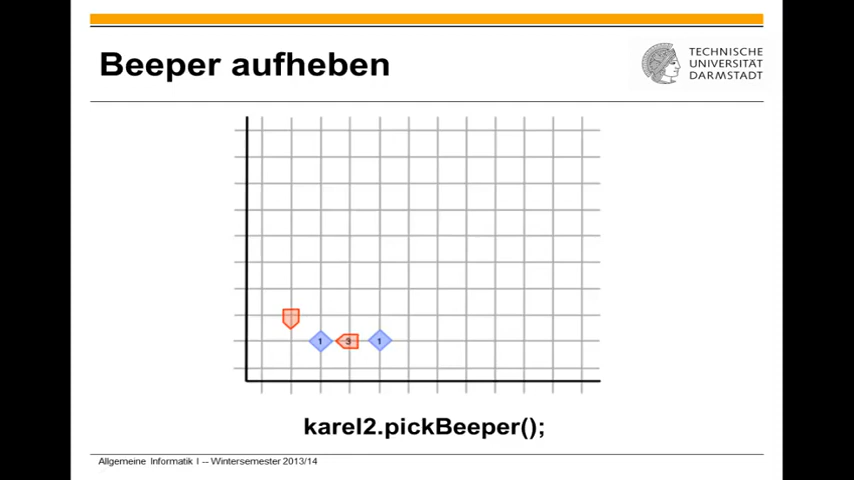 Beeper aufheben
TECHNISCHE
UNIVERSITÄT
DARMSTADT
1 3 1
karel2.pickBeeper();
Allgemeine Informatik I -- Wintersemester 2013/14